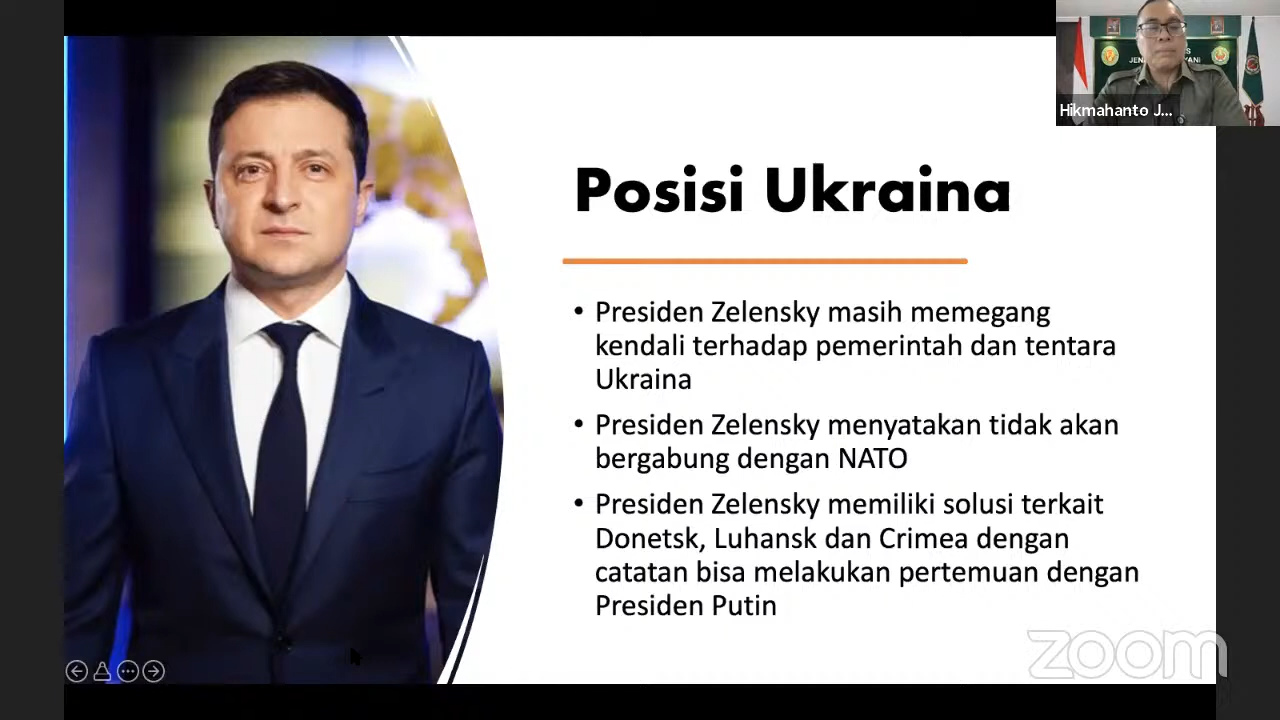 Hikmahanto J...
Posisi Ukraina
• Presiden Zelensky masih memegang
kendali terhadap pemerintah dan tentara
Ukraina
• Presiden Zelensky menyatakan tidak akan
bergabung dengan NATO
• Presiden Zelensky memiliki solusi terkait
Donetsk, Luhansk dan Crimea dengan
catatan bisa melakukan pertemuan dengan
Presiden Putin
zoom